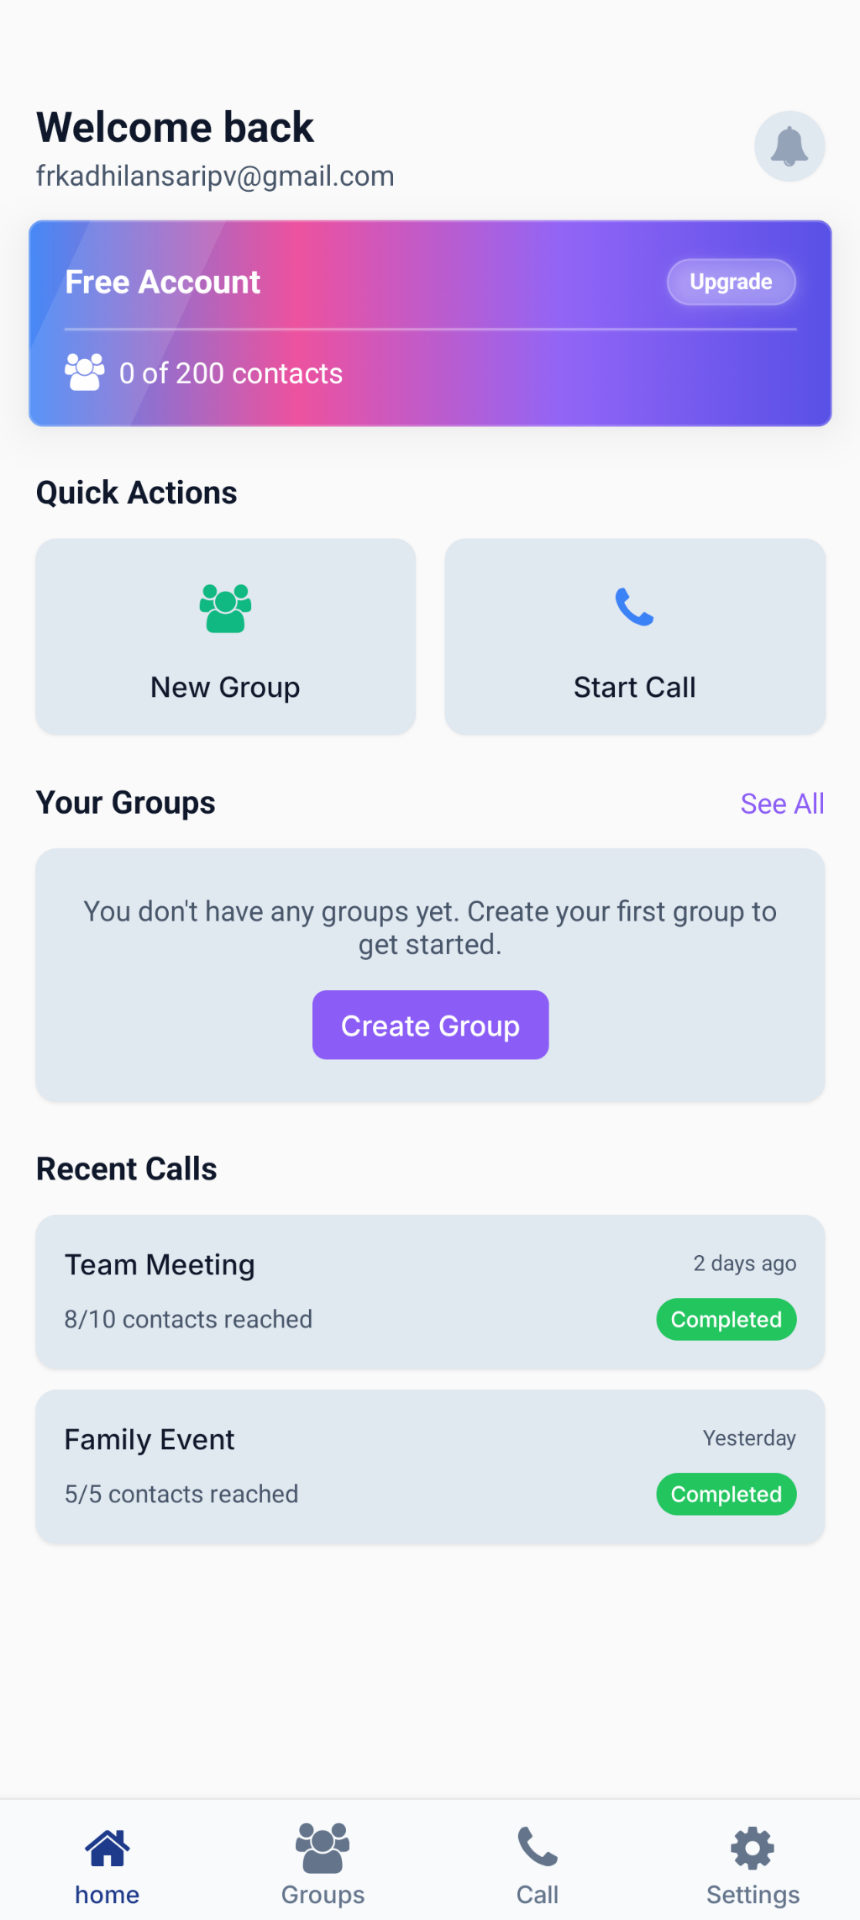 Welcome back
frkadhilansaripv@gmail.com
Free Account
Upgrade
0 of 200 contacts
Quick Actions
New Group
Start Call
Your Groups
See All
You don't have any groups yet. Create your first group to
get started.
Create Group
Recent Calls
Team Meeting
2 days ago
8/10 contacts reached
Completed
Family Event
Yesterday
5/5 contacts reached
Completed
home
Groups
Call
Settings